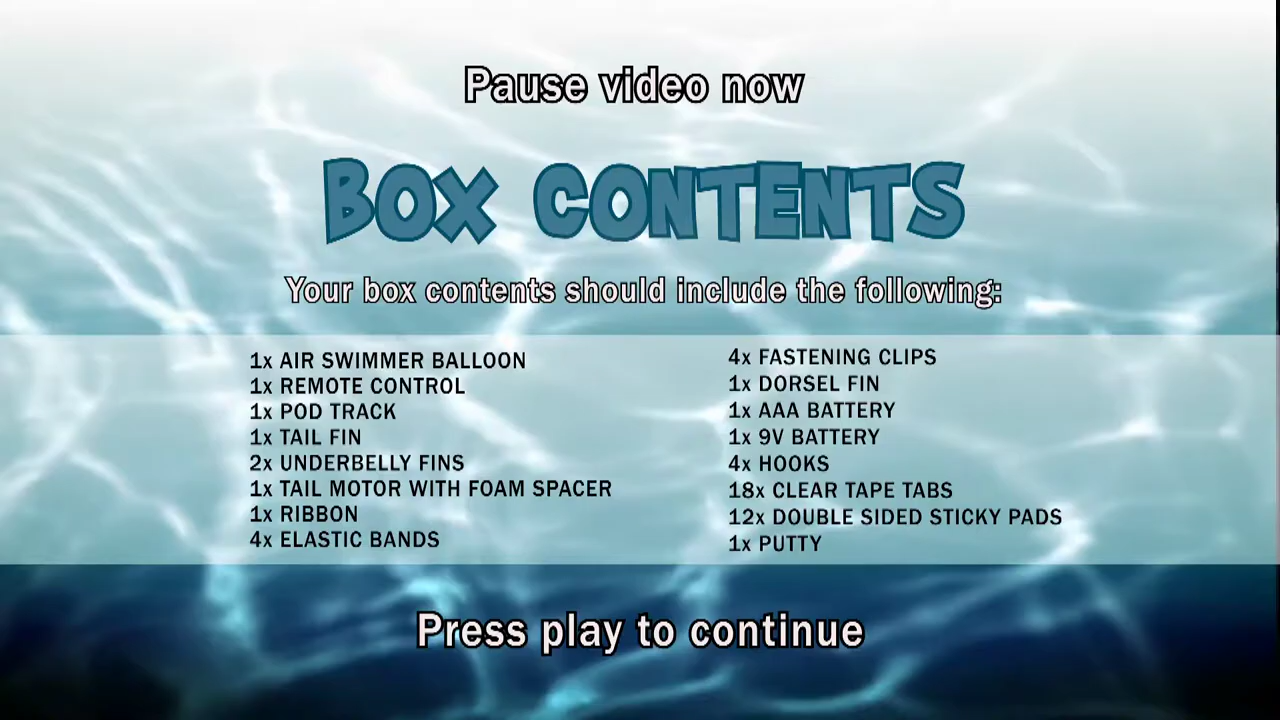 Pause video now
BOX CONTENTS
Your box contents should include the following:
1x AIR SWIMMER BALLOON
1x REMOTE CONTROL
1x POD TRACK
1x TAIL FIN
2x UNDERBELLY FINS
1x TAIL MOTOR WITH FOAM SPACER
1x RIBBON
4x ELASTIC BANDS
4x FASTENING CLIPS
1x DORSEL FIN
1x AAA BATTERY
1x 9V BATTERY
4x HOOKS
18x CLEAR TAPE TABS
12x DOUBLE SIDED STICKY PADS
1x PUTTY
Press play to continue